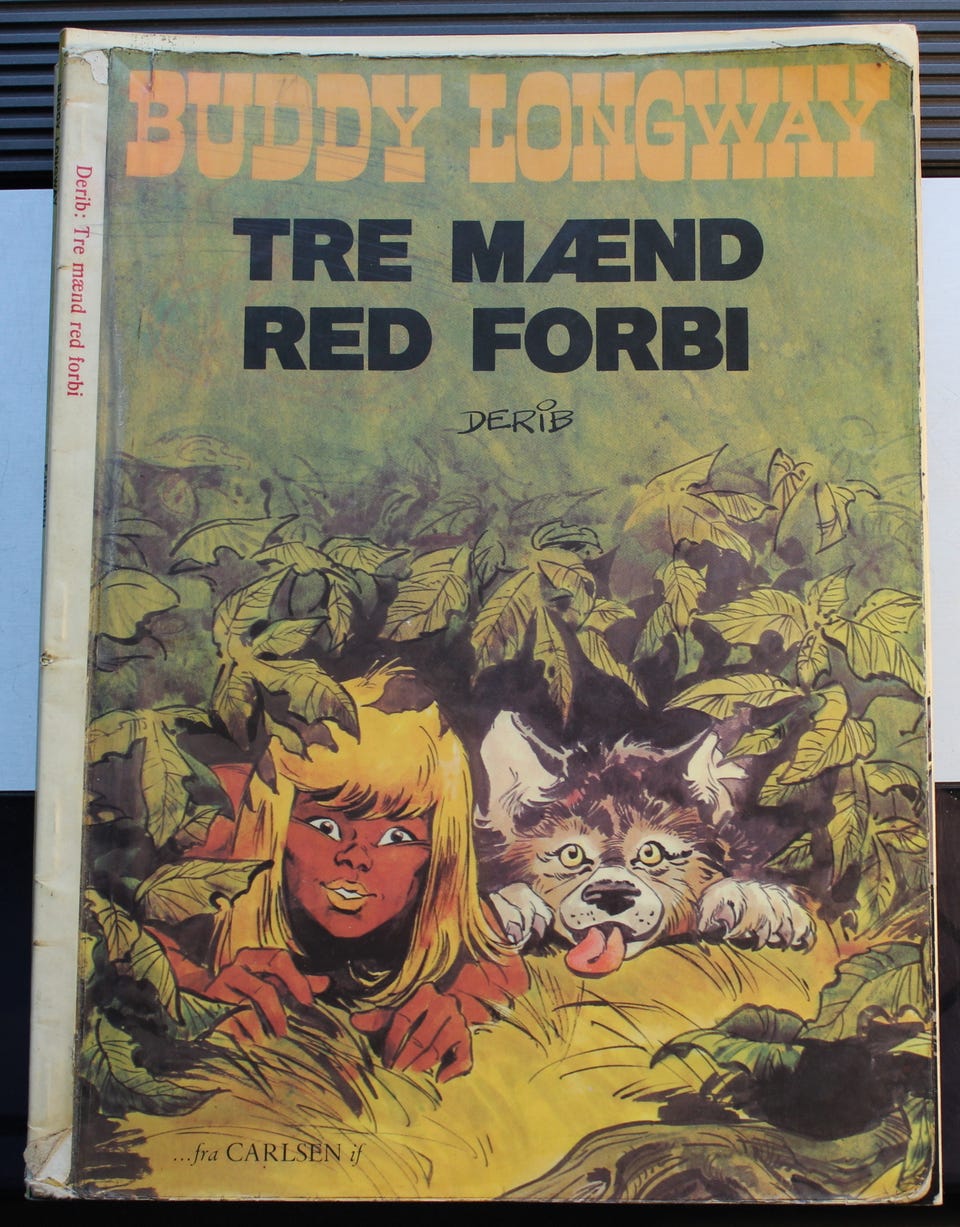 BUDDY LONGWAY
TRE MÆND
RED FORBI
DERIB
...fra CARLSEN if
Derib: Tre mænd red forbi